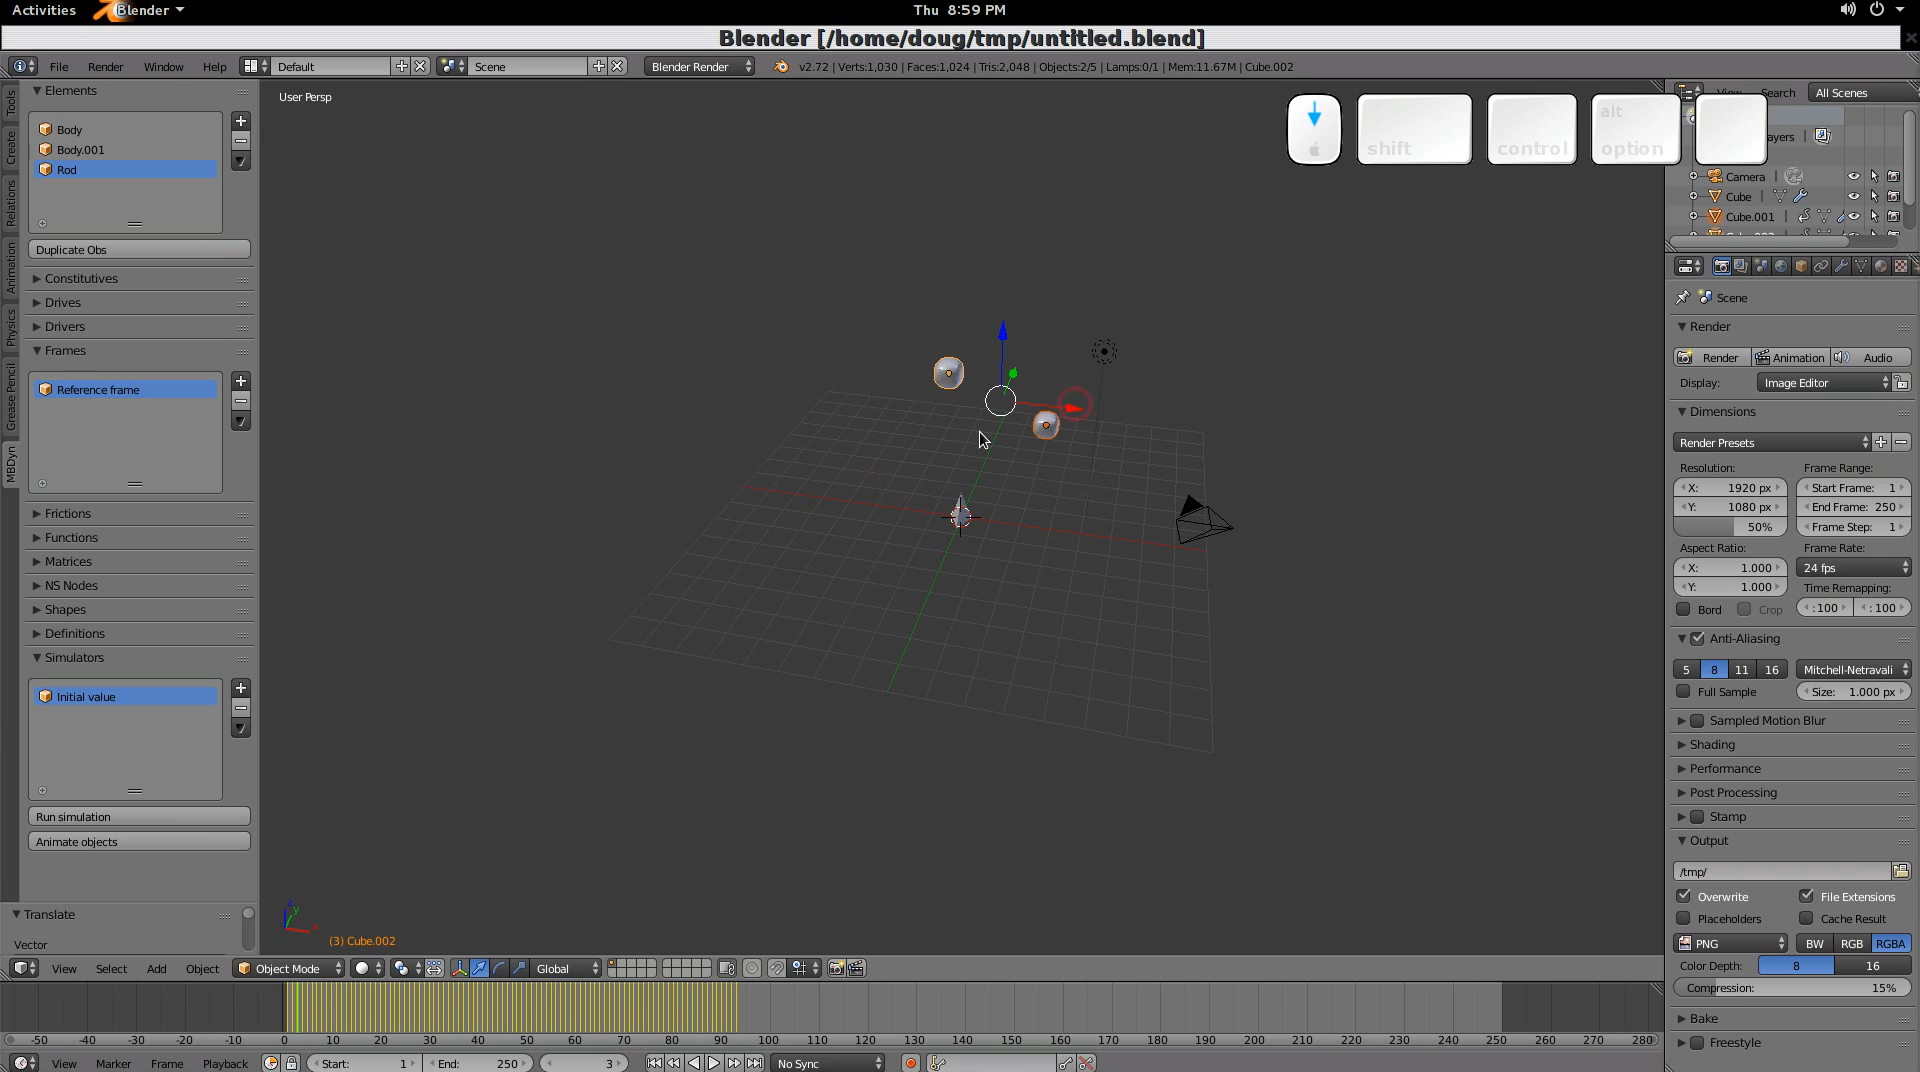 Activities Blender Thu 8:59 PM
Blender [/home/doug/tmp/untitled.blend]
File Render Window Help Default Scene Blender Render v2.72 | Verts:1,030 | Faces:1,024 | Tris:2,048 | Objects:2/5 | Lamps:0/1 | Mem:11.67M | Cube.002
Tools
Create
Relations
Animation
Physics
Grease Pencil
MBDyn
Elements
Body
Body.001
Rod
Duplicate Obs
Constitutives
Drives
Drivers
Frames
Reference frame
Frictions
Functions
Matrices
NS Nodes
Shapes
Definitions
Simulators
Initial value
Run simulation
Animate objects
Translate
Vector
User Persp
shift
control
alt
option
z
y
x
(3) Cube.002
View Select Add Object Object Mode Global
-50 -40 -30 -20 -10 0 10 20 30 40 50 60 70 80 90 100 110 120 130 140 150 160 170 180 190 200 210 220 230 240 250 260 270 280
View Marker Frame Playback Start: 1 End: 250 3 No Sync
View Search All Scenes
ayers
Camera
Cube
Cube.001
Scene
Render
Render Animation Audio
Display: Image Editor
Dimensions
Render Presets
Resolution: Frame Range:
X: 1920 px Start Frame: 1
Y: 1080 px End Frame: 250
50% Frame Step: 1
Aspect Ratio: Frame Rate:
X: 1.000 24 fps
Y: 1.000 Time Remapping:
Bord Crop :100 :100
Anti-Aliasing
5 8 11 16 Mitchell-Netravali
Full Sample Size: 1.000 px
Sampled Motion Blur
Shading
Performance
Post Processing
Stamp
Output
/tmp/
Overwrite File Extensions
Placeholders Cache Result
PNG BW RGB RGBA
Color Depth: 8 16
Compression: 15%
Bake
Freestyle